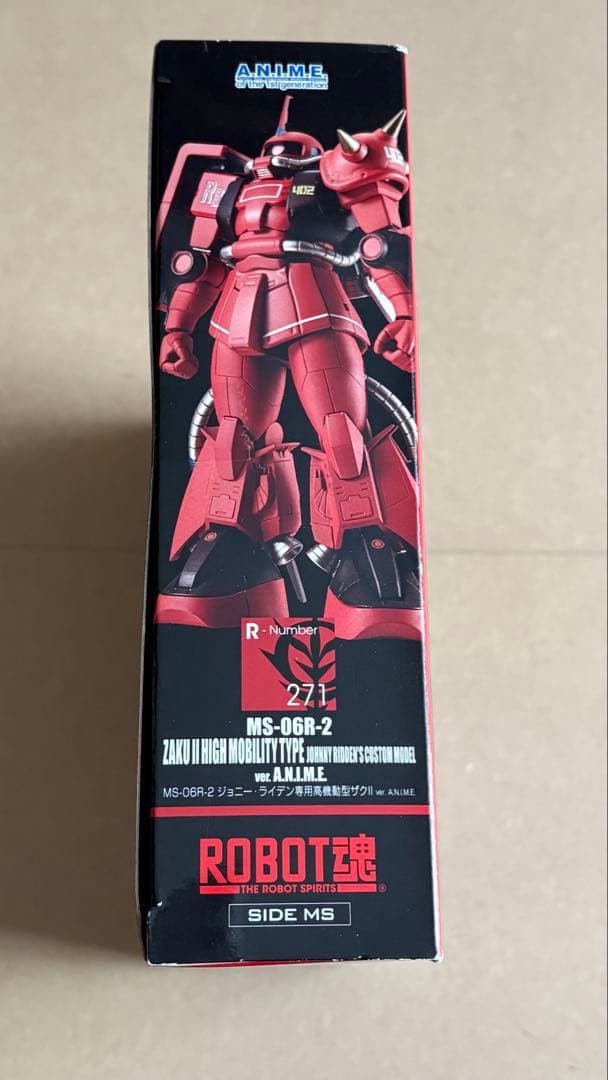 A.N.I.M.E.
of the 1st generation
402
402
R - Number
271
MS-06R-2
ZAKU II HIGH MOBILITY TYPE JOHNNY RIDDEN'S CUSTOM MODEL
ver. A.N.I.M.E.
MS-06R-2 ジョニー・ライデン専用高機動型ザクII ver. A.N.I.M.E.
ROBOT魂
THE ROBOT SPIRITS ®
SIDE MS